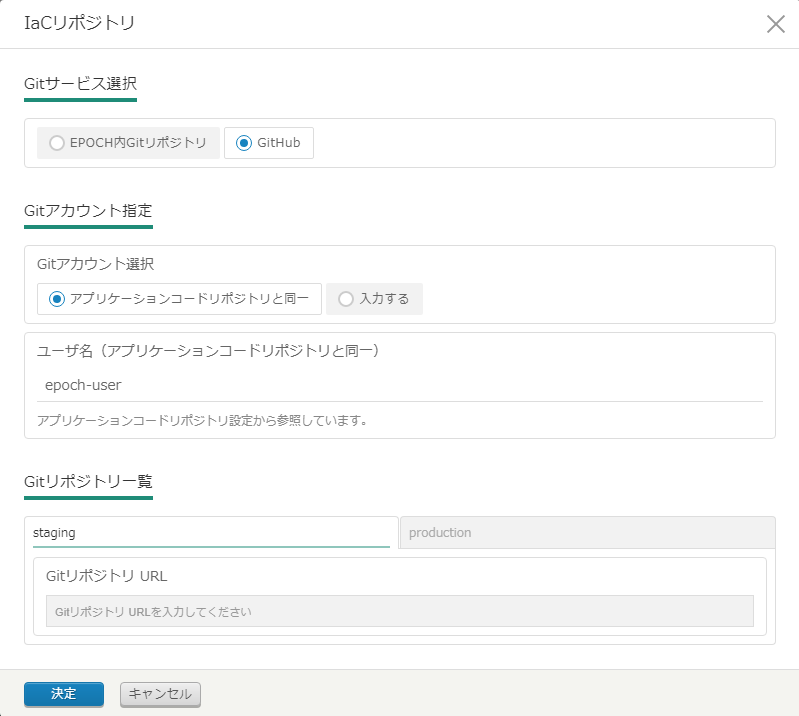 IaCリポジトリ
Gitサービス選択
EPOCH内Gitリポジトリ
GitHub
Gitアカウント指定
Gitアカウント選択
アプリケーションコードリポジトリと同一
入力する
ユーザ名（アプリケーションコードリポジトリと同一）
epoch-user
アプリケーションコードリポジトリ設定から参照しています。
Gitリポジトリ一覧
staging
production
Gitリポジトリ URL
Gitリポジトリ URLを入力してください
決定
キャンセル